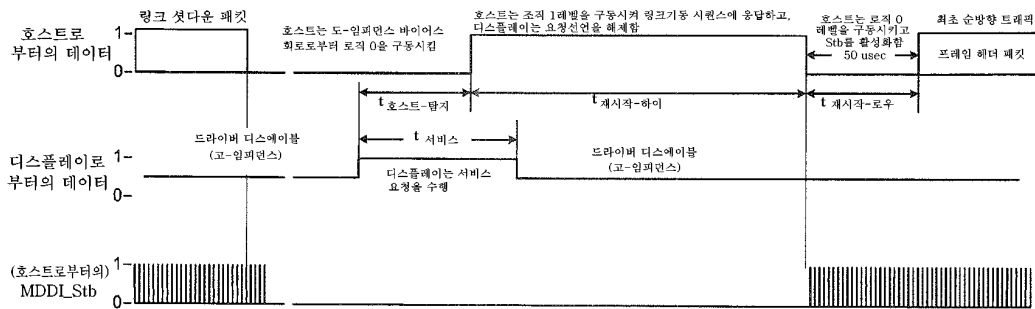 링크 셧다운 패킷
호스트는 도-임피던스 바이어스
회로로부터 로직 0을 구동시킴
호스트는 조직 1레벨을 구동시켜 링크기동 시퀀스에 응답하고,
디스플레이는 요청선언을 해제함
호스트는 로직 0
레벨을 구동시키고
Stb를 활성화함
50 usec
최초 순방향 트래픽
프레임 헤더 패킷
호스트로
부터의 데이터
1
0
t 호스트-탐지
t 재시작-하이
t 재시작-로우
드라이버 디스에이블
(고-임피던스)
t 서비스
드라이버 디스에이블
(고-임피던스)
디스플레이로
부터의 데이터
1
0
디스플레이는 서비스
요청을 수행
(호스트로부터의)
MDDI_Stb
1
0